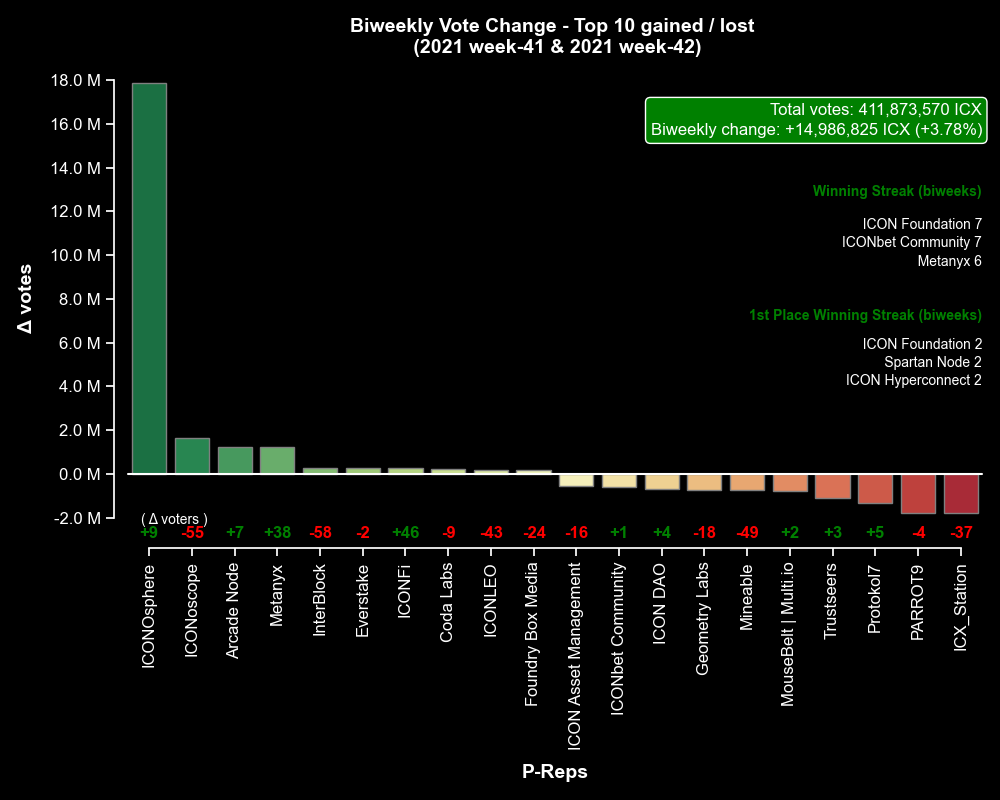 Biweekly Vote Change - Top 10 gained / lost
(2021 week-41 & 2021 week-42)
Total votes: 411,873,570 ICX
Biweekly change: +14,986,825 ICX (+3.78%)
Winning Streak (biweeks)
ICON Foundation 7
ICONbet Community 7
Metanyx 6
1st Place Winning Streak (biweeks)
ICON Foundation 2
Spartan Node 2
ICON Hyperconnect 2
Δ votes
18.0 M
16.0 M
14.0 M
12.0 M
10.0 M
8.0 M
6.0 M
4.0 M
2.0 M
0.0 M
-2.0 M
( Δ voters )
+9 -55 +7 +38 -58 -2 +46 -9 -43 -24 -16 +1 +4 -18 -49 +2 +3 +5 -4 -37
ICONOsphere
ICONoscope
Arcade Node
Metanyx
InterBlock
Everstake
ICONFi
Coda Labs
ICONLEO
Foundry Box Media
ICON Asset Management
ICONbet Community
ICON DAO
Geometry Labs
Mineable
MouseBelt | Multi.io
Trustseers
Protokol7
PARROT9
ICX_Station
P-Reps